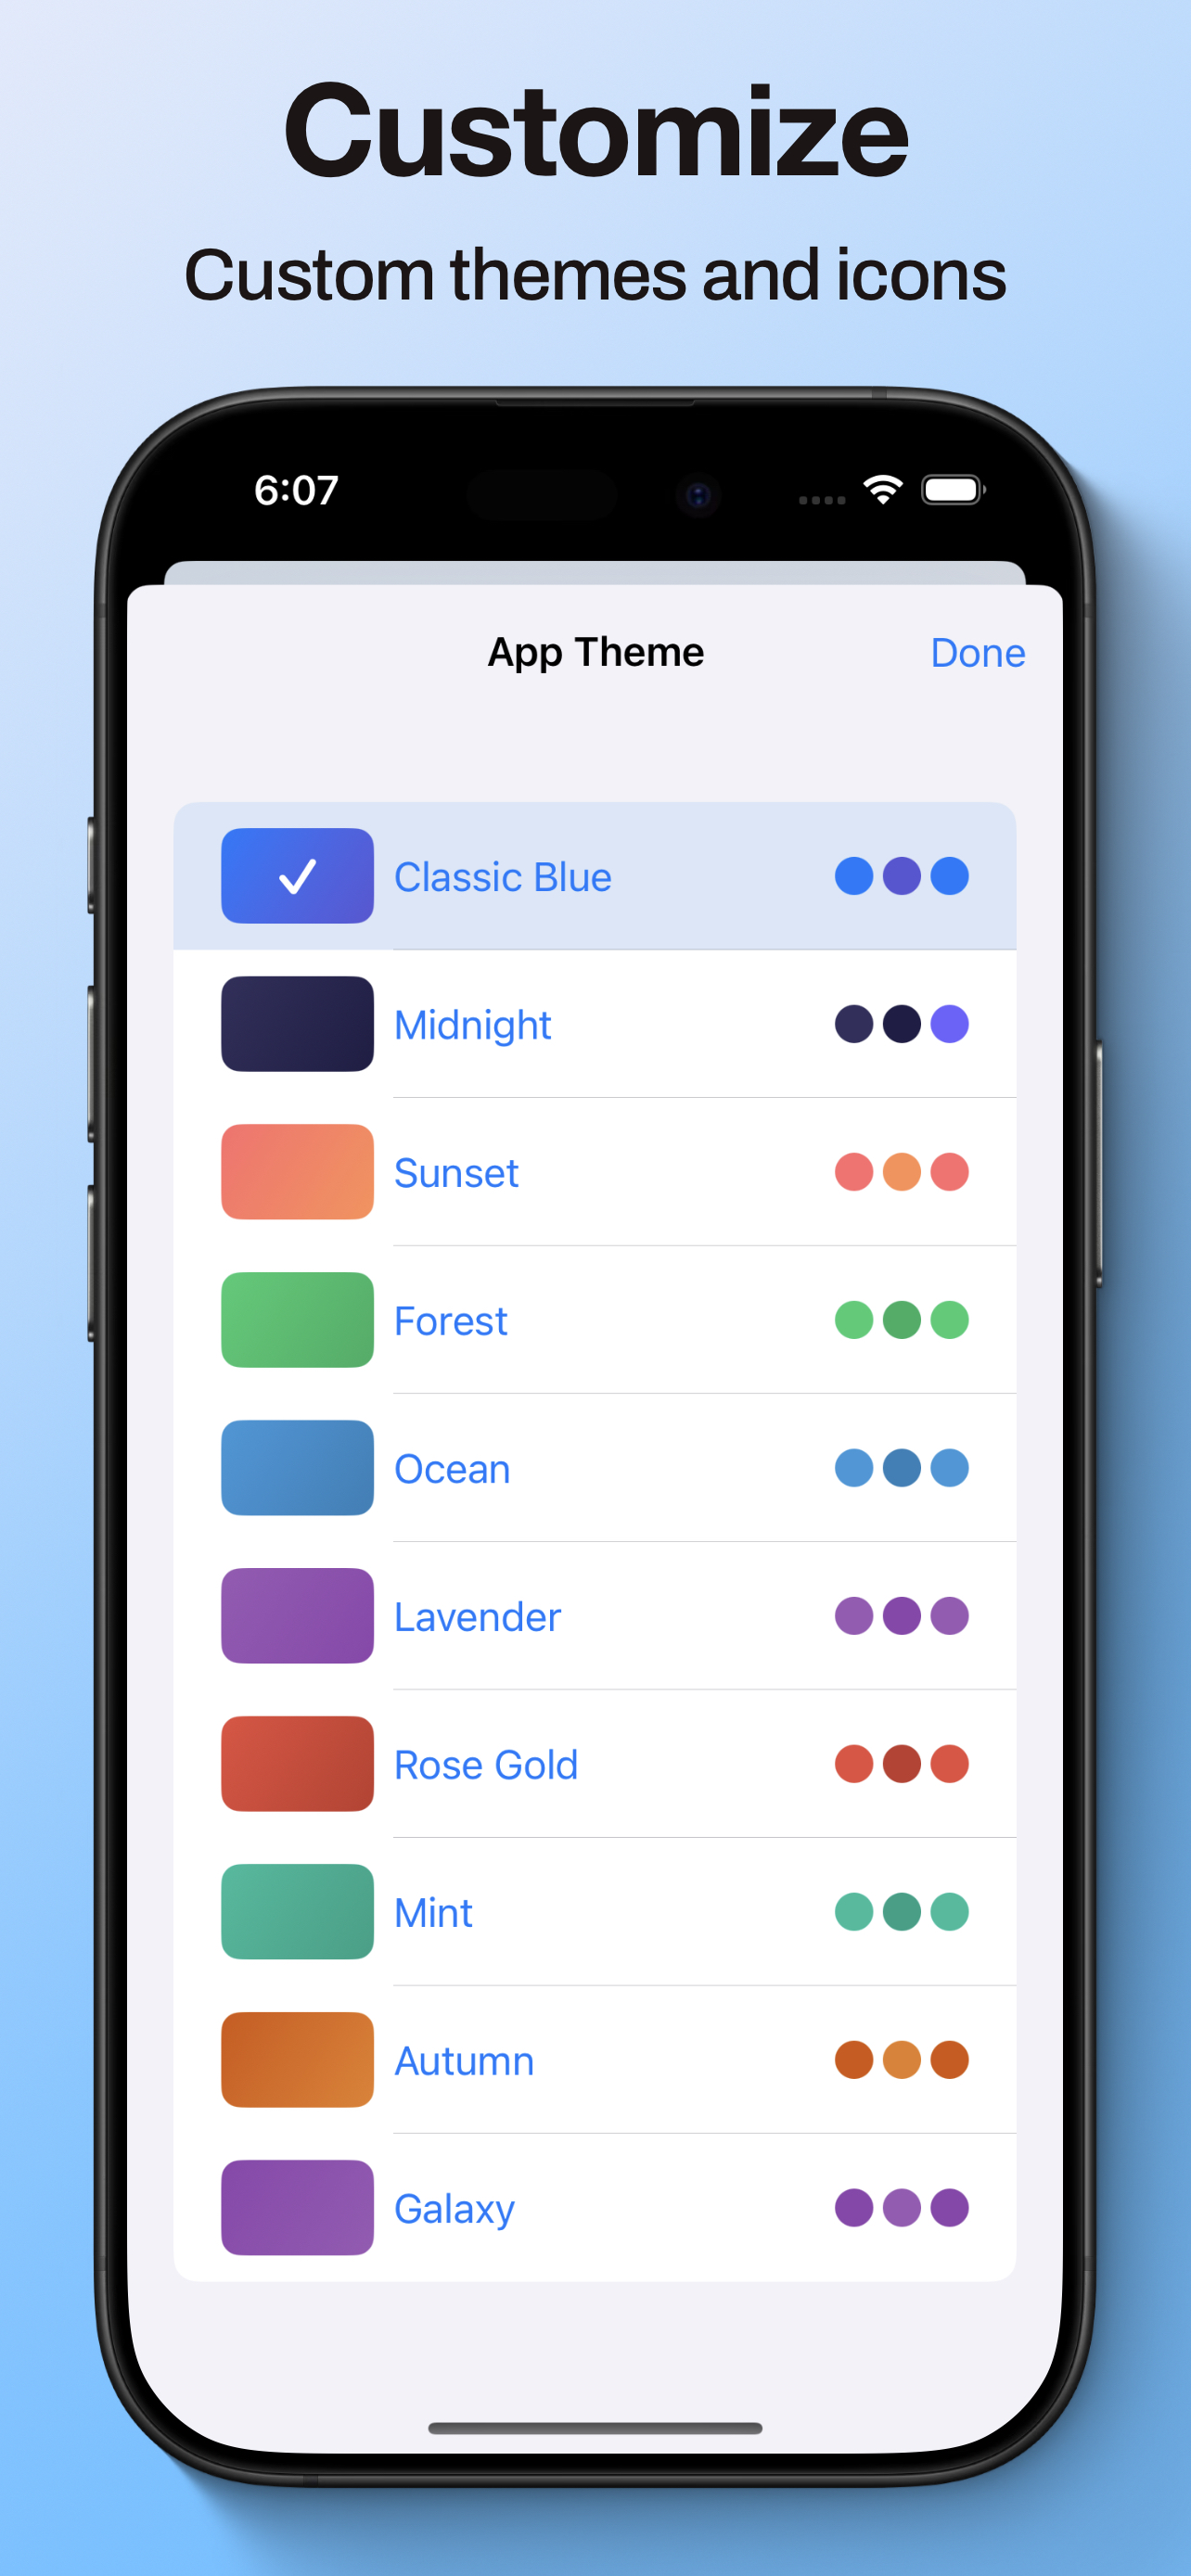 Customize
Custom themes and icons
6:07
App Theme
Done
Classic Blue
Midnight
Sunset
Forest
Ocean
Lavender
Rose Gold
Mint
Autumn
Galaxy